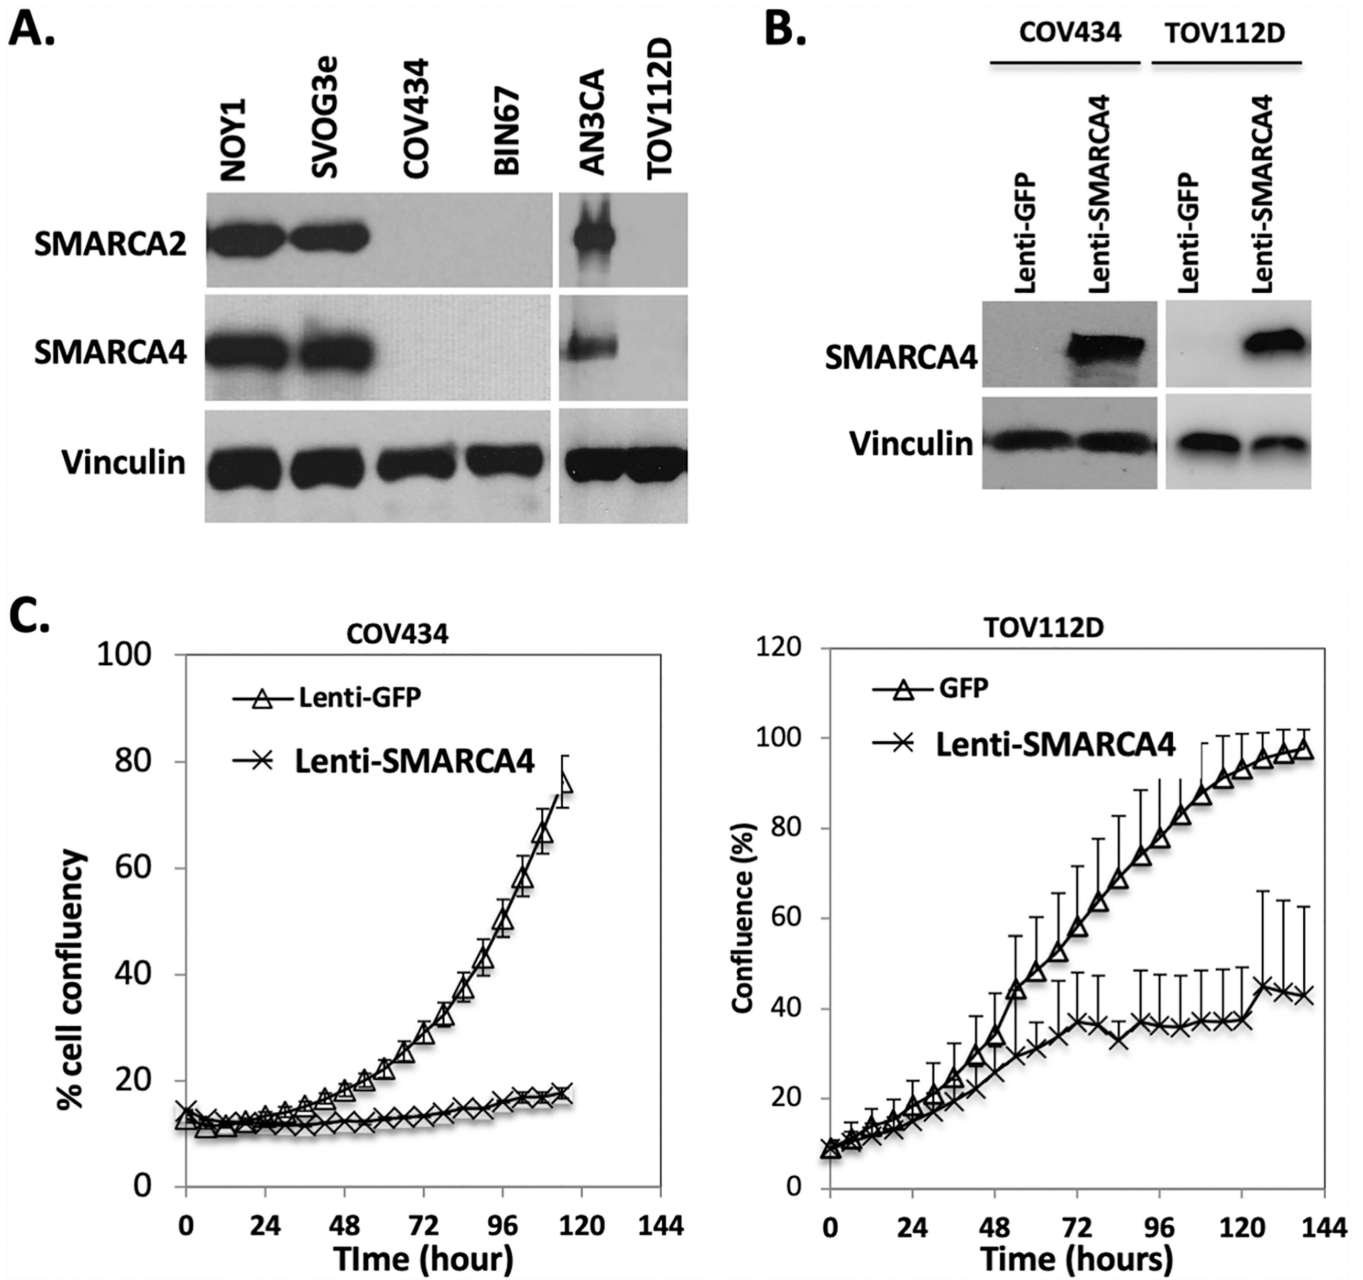 A.
NOY1
SVOG3e
COV434
BIN67
AN3CA
TOV112D
SMARCA2
SMARCA4
Vinculin
B.
COV434
TOV112D
Lenti-GFP
Lenti-SMARCA4
Lenti-GFP
Lenti-SMARCA4
SMARCA4
Vinculin
C.
COV434
100
80
60
40
20
0
% cell confluency
Lenti-GFP
Lenti-SMARCA4
0 24 48 72 96 120 144
TIme (hour)
TOV112D
120
100
80
60
40
20
0
Confluence (%)
GFP
Lenti-SMARCA4
0 24 48 72 96 120 144
Time (hours)